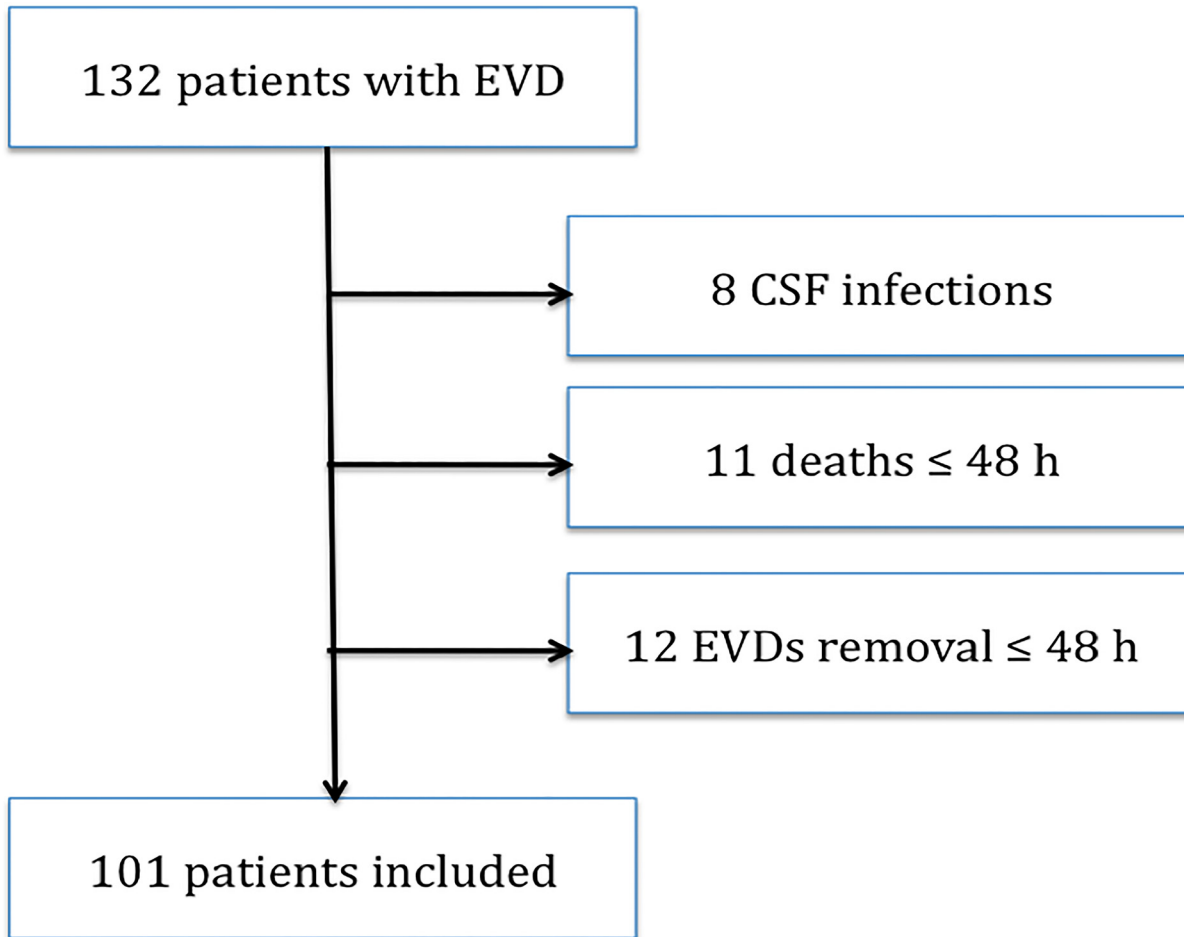 132 patients with EVD
8 CSF infections
11 deaths ≤ 48 h
12 EVDs removal ≤ 48 h
101 patients included